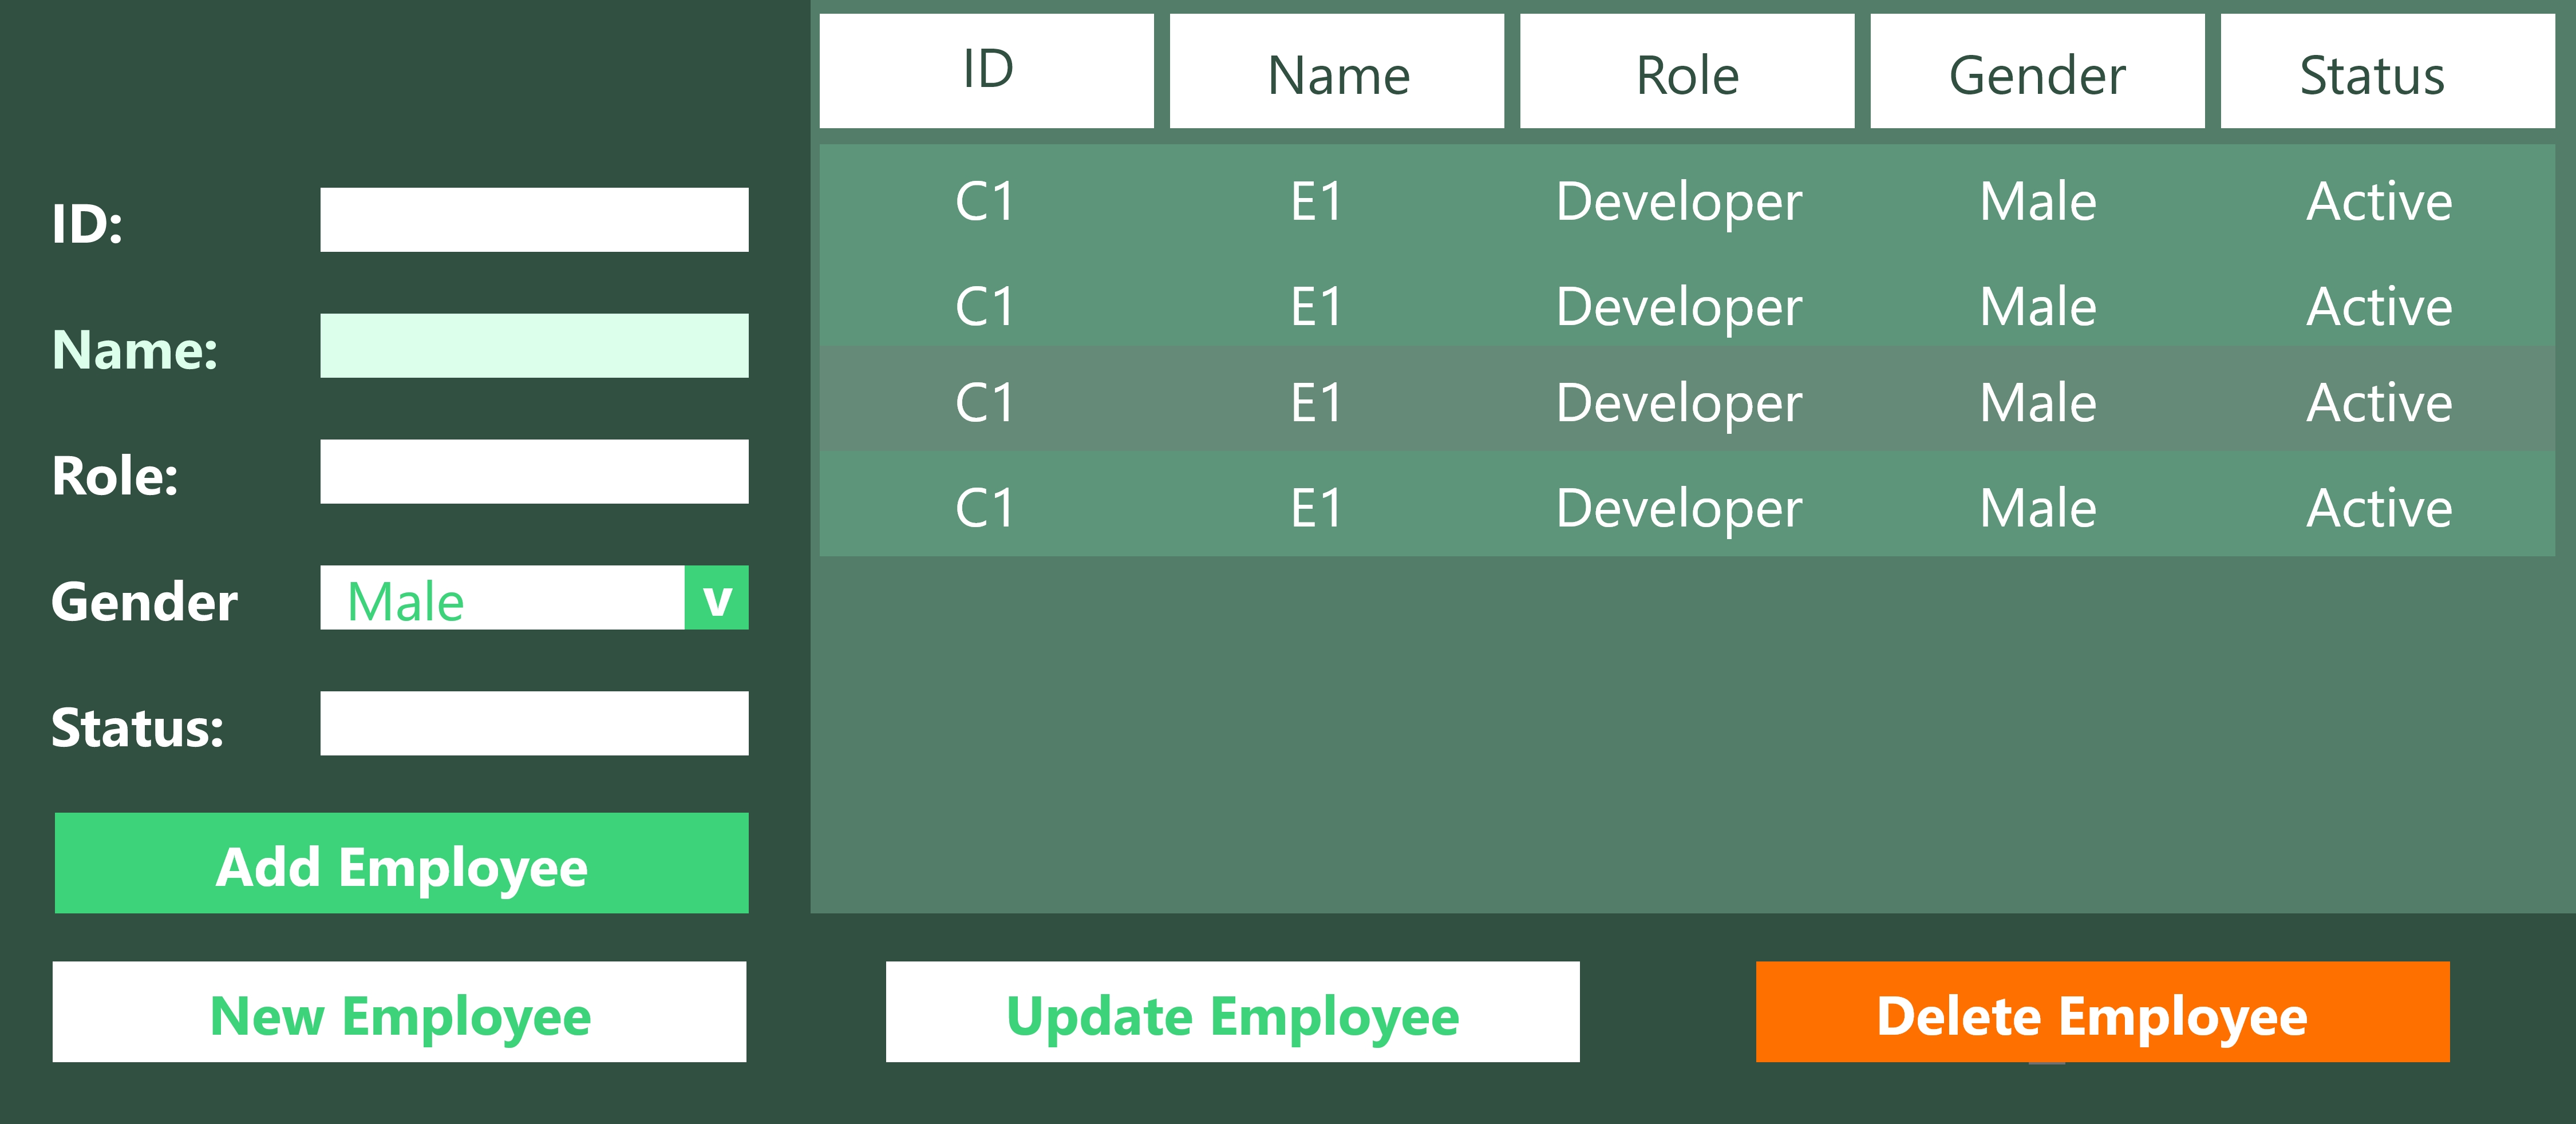 ID:
Name:
Role:
Gender
Male
v
Status:
Add Employee
ID Name Role Gender Status
C1 E1 Developer Male Active
C1 E1 Developer Male Active
C1 E1 Developer Male Active
C1 E1 Developer Male Active
New Employee
Update Employee
Delete Employee